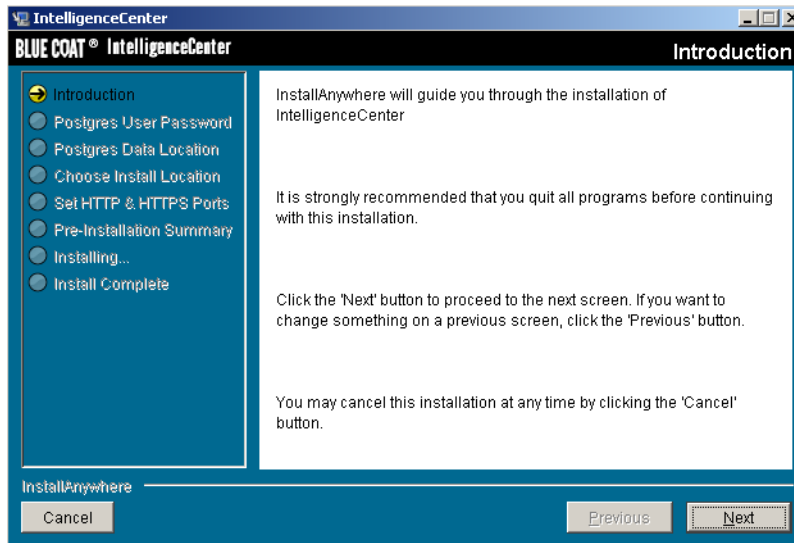 IntelligenceCenter
BLUE COAT ® IntelligenceCenter
Introduction
Introduction
Postgres User Password
Postgres Data Location
Choose Install Location
Set HTTP & HTTPS Ports
Pre-Installation Summary
Installing...
Install Complete
InstallAnywhere will guide you through the installation of
IntelligenceCenter
It is strongly recommended that you quit all programs before continuing
with this installation.
Click the 'Next' button to proceed to the next screen. If you want to
change something on a previous screen, click the 'Previous' button.
You may cancel this installation at any time by clicking the 'Cancel'
button.
InstallAnywhere
Cancel
Previous
Next